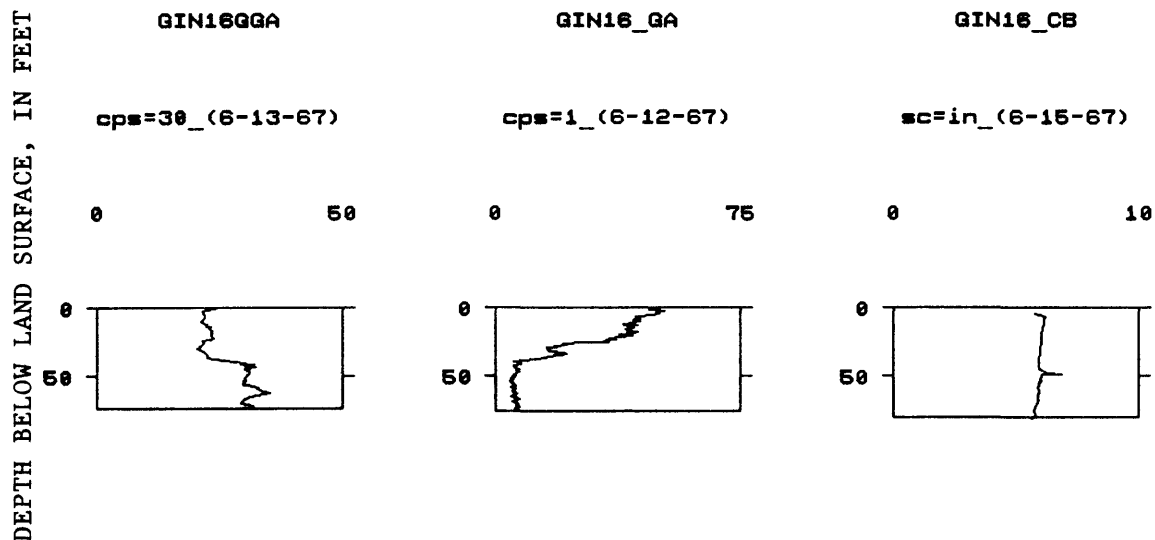 DEPTH BELOW LAND SURFACE, IN FEET
GIN16GGA
cps=30_(6-13-67)
0 50
0
50
GIN16_GA
cps=1_(6-12-67)
0 75
0
50
GIN16_CB
sc=in_(6-15-67)
0 10
0
50